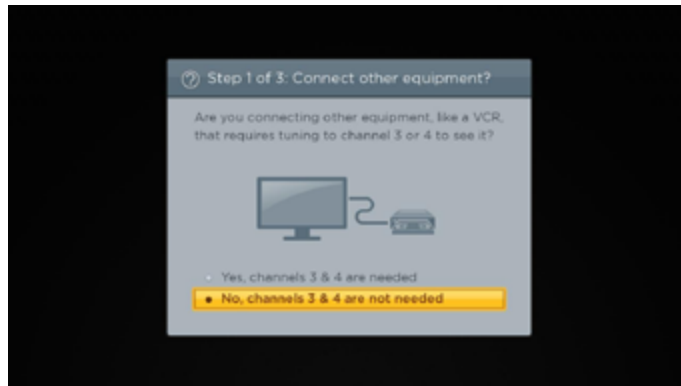 Step 1 of 3: Connect other equipment?
Are you connecting other equipment, like a VCR,
that requires tuning to channel 3 or 4 to see it?
Yes, channels 3 & 4 are needed
No, channels 3 & 4 are not needed